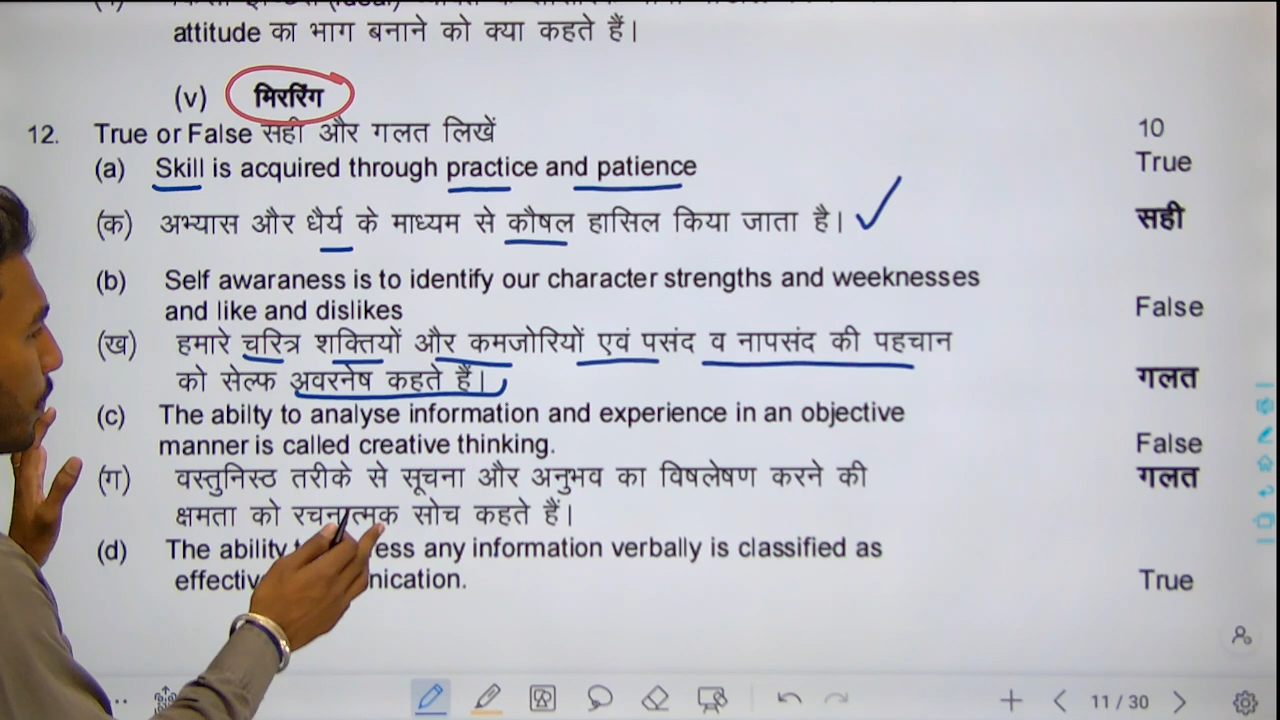 attitude का भाग बनाने को क्या कहते हैं।
(v) मिररिंग
12. True or False सही और गलत लिखें 10
(a) Skill is acquired through practice and patience True
(क) अभ्यास और धैर्य के माध्यम से कौषल हासिल किया जाता है। सही
(b) Self awaraness is to identify our character strengths and weeknesses
and like and dislikes False
(ख) हमारे चरित्र शक्तियों और कमजोरियों एवं पसंद व नापसंद की पहचान
को सेल्फ अवरनेष कहते हैं। गलत
(c) The abilty to analyse information and experience in an objective
manner is called creative thinking. False
(ग) वस्तुनिस्ठ तरीके से सूचना और अनुभव का विषलेषण करने की गलत
क्षमता को रचनात्मक सोच कहते हैं।
(d) The ability any information verbally is classified as
True
11 / 30